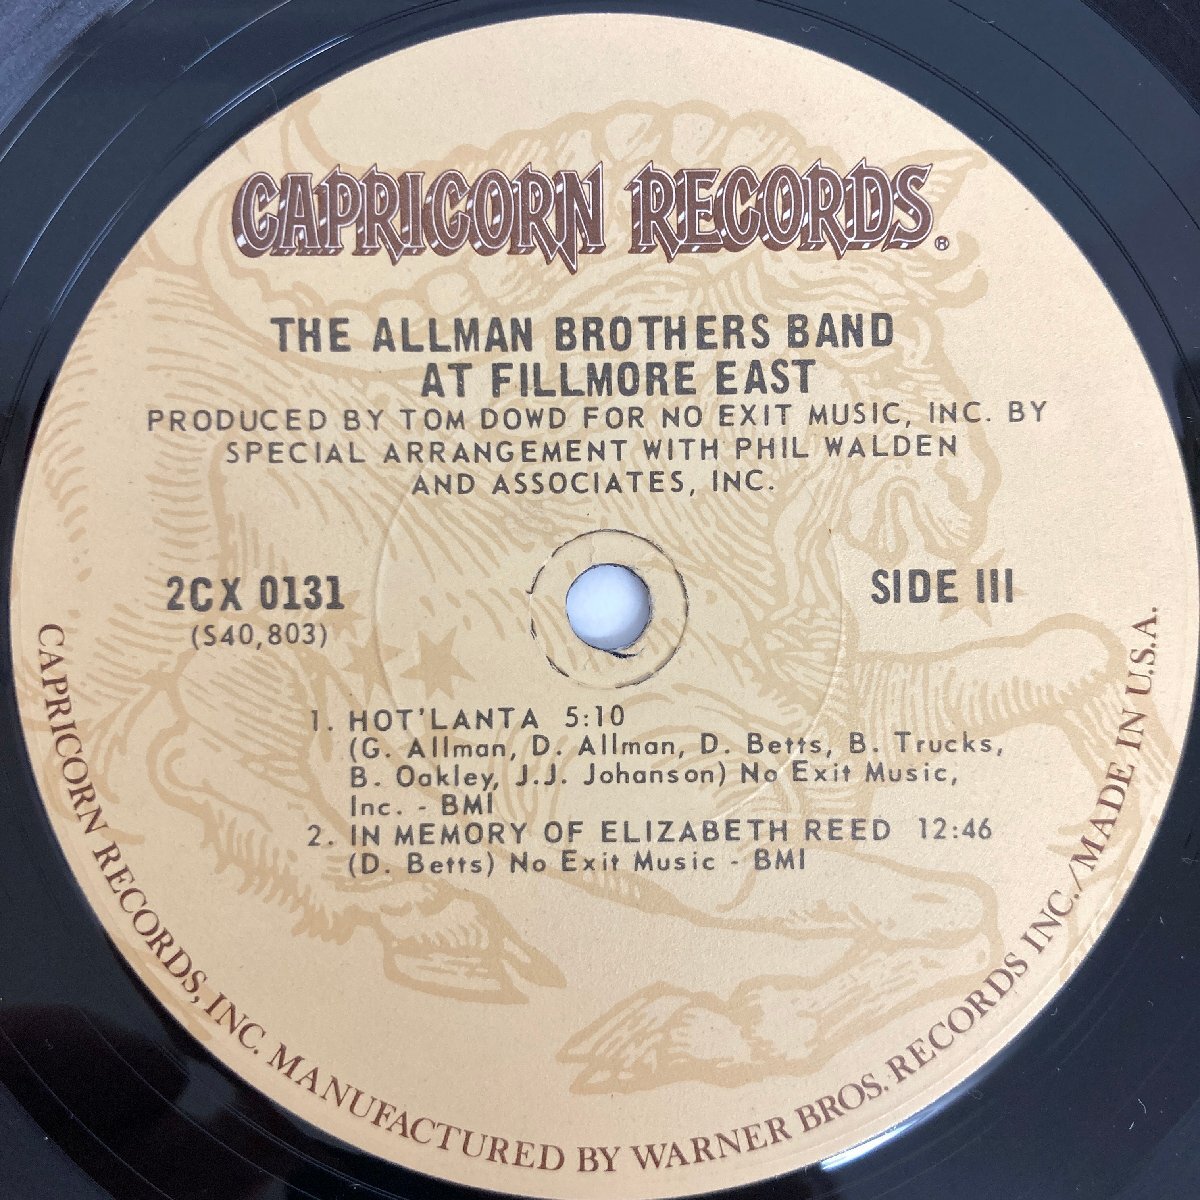 CAPRICORN RECORDS®
THE ALLMAN BROTHERS BAND
AT FILLMORE EAST
PRODUCED BY TOM DOWD FOR NO EXIT MUSIC, INC. BY
SPECIAL ARRANGEMENT WITH PHIL WALDEN
AND ASSOCIATES, INC.
2CX 0131
(S40,803)
SIDE III
1. HOT'LANTA 5:10
(G. Allman, D. Allman, D. Betts, B. Trucks,
B. Oakley, J.J. Johanson) No Exit Music,
Inc. - BMI
2. IN MEMORY OF ELIZABETH REED 12:46
(D. Betts) No Exit Music - BMI
CAPRICORN RECORDS, INC. MANUFACTURED BY WARNER BROS. RECORDS INC./MADE IN U.S.A.